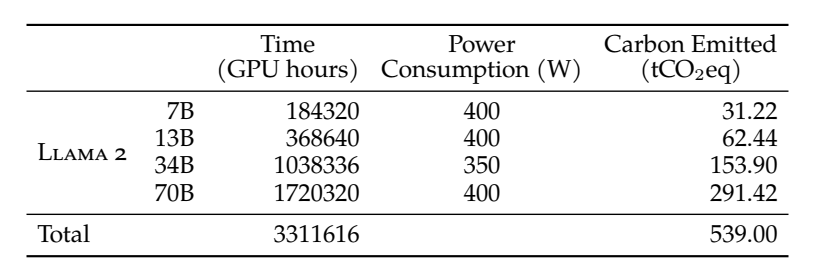 Time Power Carbon Emitted
(GPU hours) Consumption (W) (tCO₂eq)
7B 184320 400 31.22
13B 368640 400 62.44
LLAMA 2
34B 1038336 350 153.90
70B 1720320 400 291.42
Total 3311616 539.00